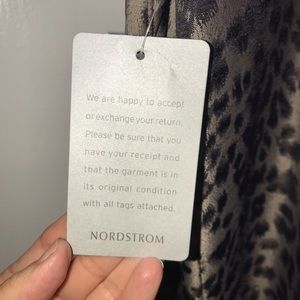 We are happy to accept
or exchange your return.
Please be sure that you
have your receipt and
that the garment is in
its original condition
with all tags attached.
NORDSTROM